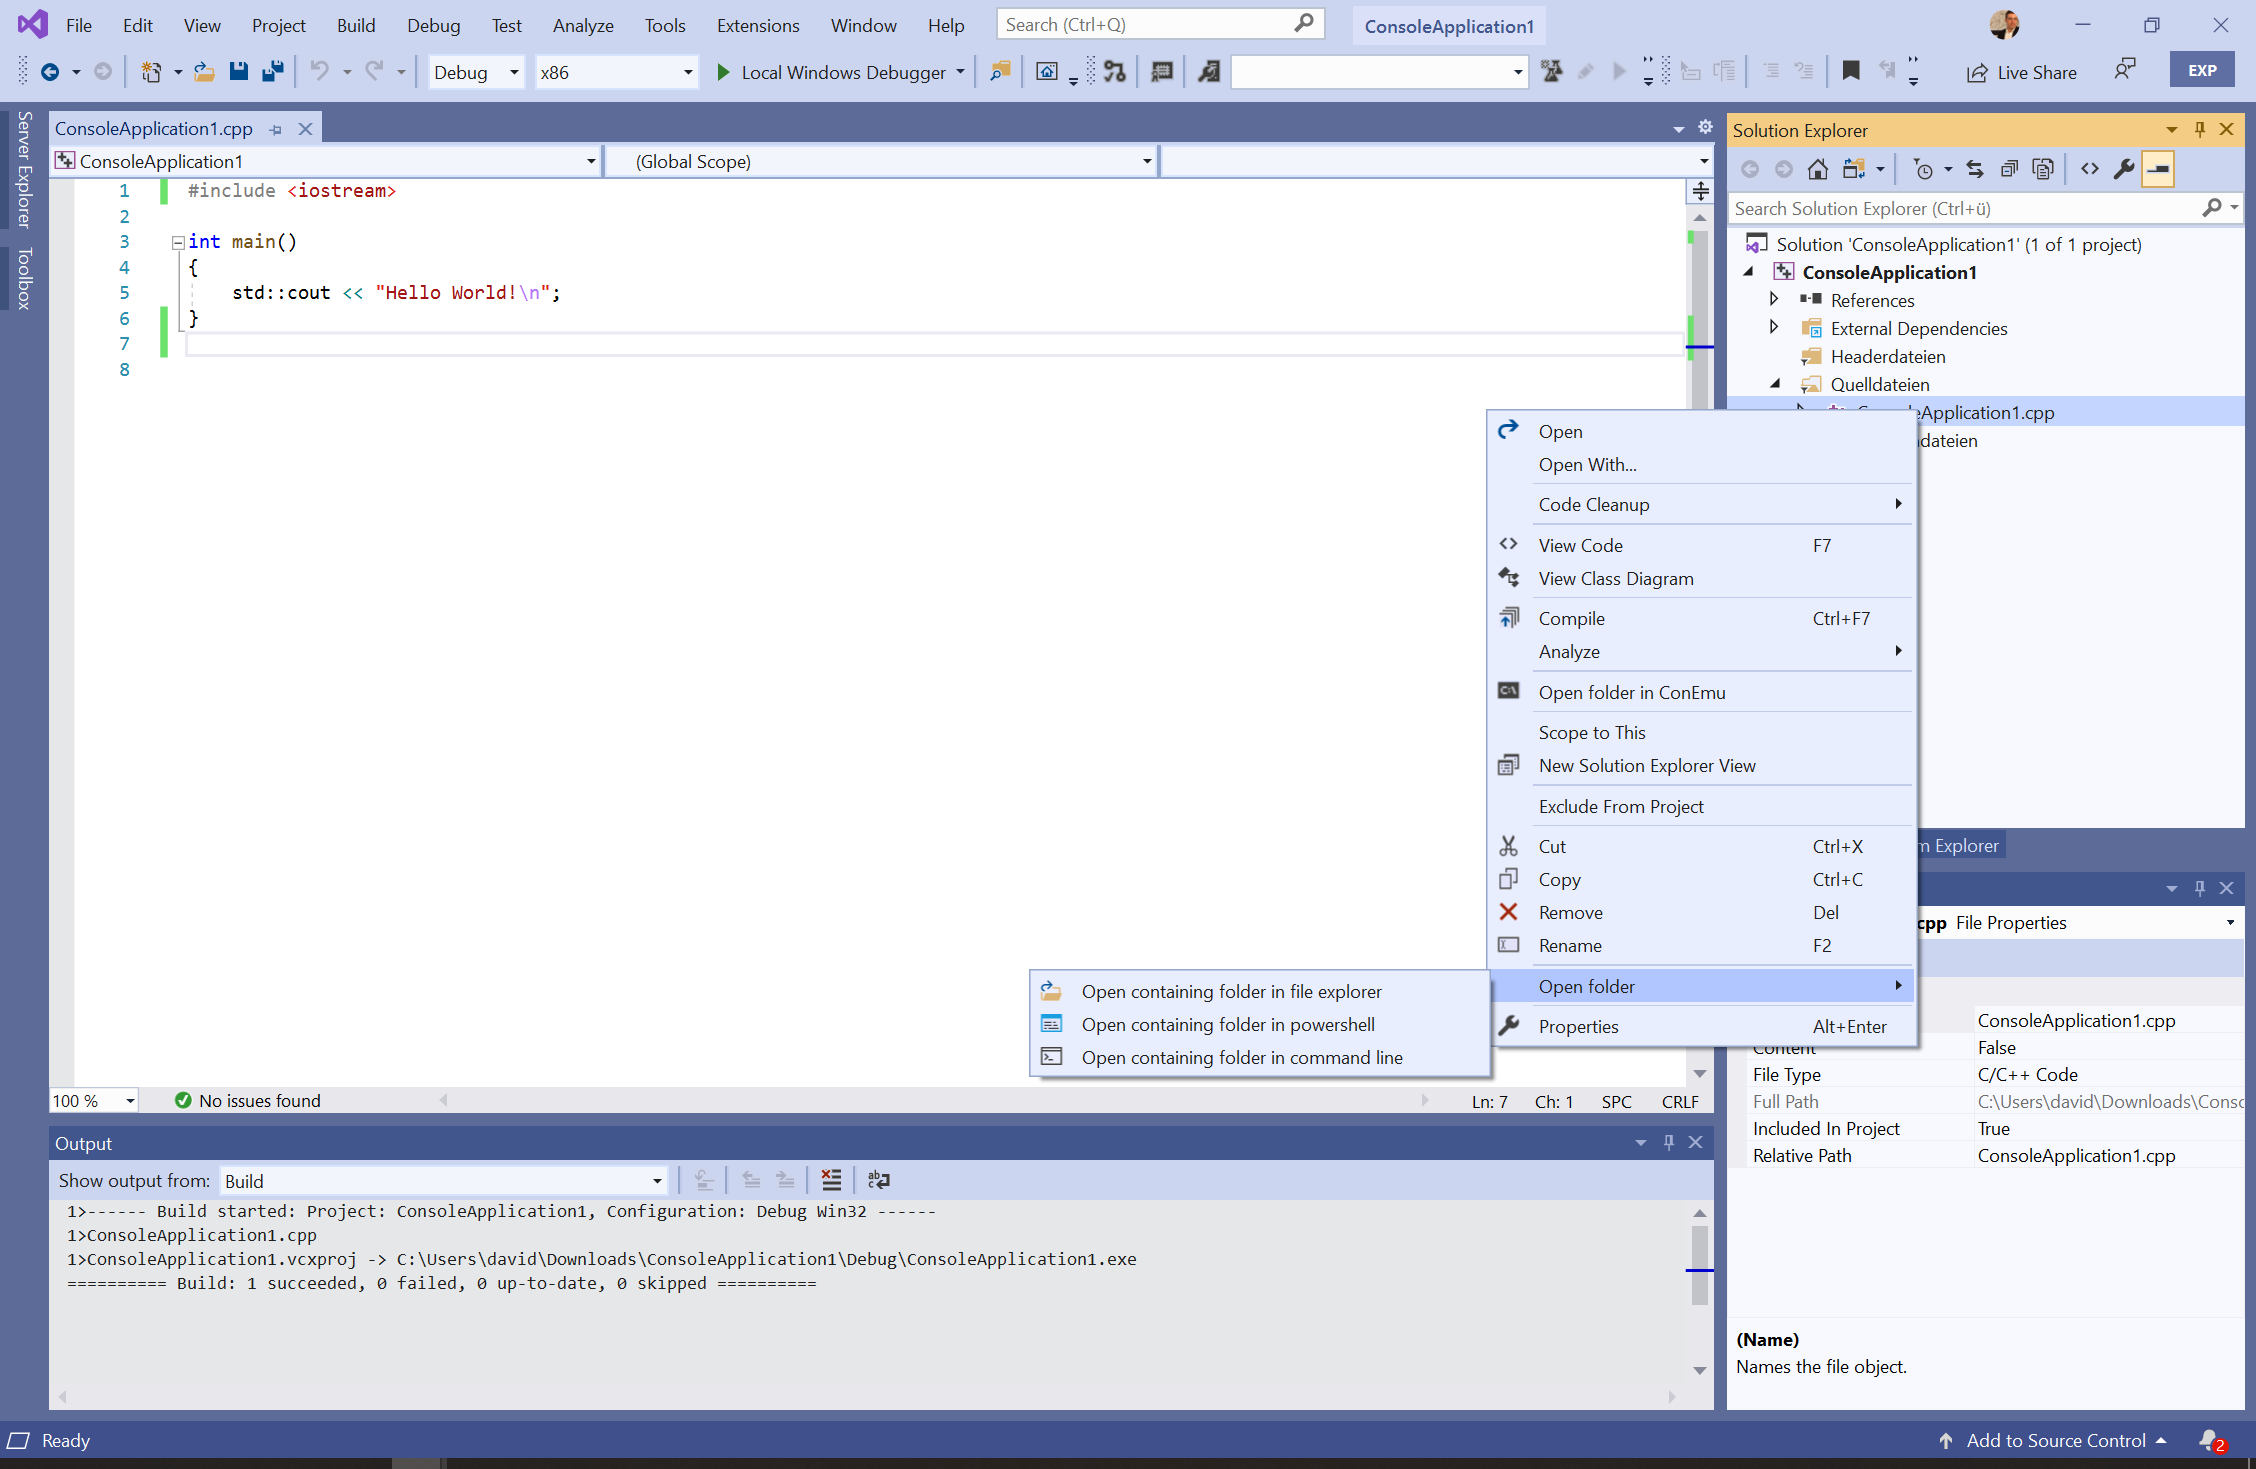 File Edit View Project Build Debug Test Analyze Tools Extensions Window Help Search (Ctrl+Q) ConsoleApplication1
Debug x86 Local Windows Debugger Live Share EXP
Server Explorer
Toolbox
ConsoleApplication1.cpp
ConsoleApplication1 (Global Scope)
1 #include <iostream>
2
3 int main()
4 {
5 std::cout << "Hello World!\n";
6 }
7
8
100 % No issues found Ln: 7 Ch: 1 SPC CRLF
Solution Explorer
Search Solution Explorer (Ctrl+ü)
Solution 'ConsoleApplication1' (1 of 1 project)
ConsoleApplication1
References
External Dependencies
Headerdateien
Quelldateien
Application1.cpp
dateien
Open
Open With...
Code Cleanup
View Code F7
View Class Diagram
Compile Ctrl+F7
Analyze
Open folder in ConEmu
Scope to This
New Solution Explorer View
Exclude From Project
Cut Ctrl+X
Copy Ctrl+C
Remove Del
Rename F2
Open folder
Properties Alt+Enter
Open containing folder in file explorer
Open containing folder in powershell
Open containing folder in command line
m Explorer
cpp File Properties
ConsoleApplication1.cpp
Content False
File Type C/C++ Code
Full Path C:\Users\david\Downloads\Consc
Included In Project True
Relative Path ConsoleApplication1.cpp
(Name)
Names the file object.
Output
Show output from: Build
1>------ Build started: Project: ConsoleApplication1, Configuration: Debug Win32 ------
1>ConsoleApplication1.cpp
1>ConsoleApplication1.vcxproj -> C:\Users\david\Downloads\ConsoleApplication1\Debug\ConsoleApplication1.exe
========== Build: 1 succeeded, 0 failed, 0 up-to-date, 0 skipped ==========
Ready Add to Source Control 2